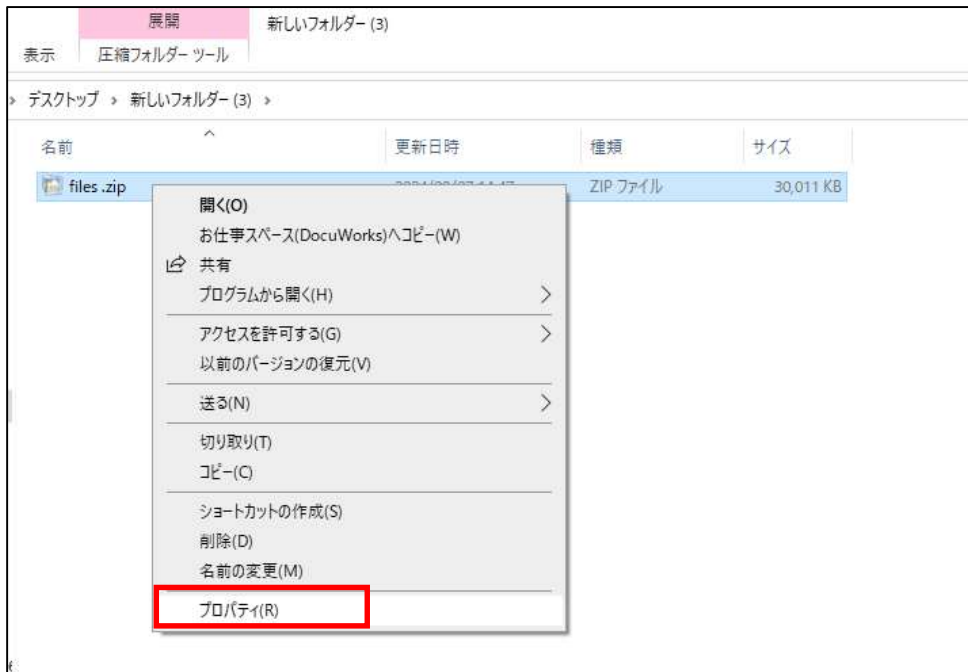 展開
新しいフォルダー (3)
表示
圧縮フォルダー ツール
› デスクトップ › 新しいフォルダー (3) ›
名前
更新日時
種類
サイズ
files .zip
ZIP ファイル
30,011 KB
開く(O)
お仕事スペース(DocuWorks)へコピー(W)
共有
プログラムから開く(H)
アクセスを許可する(G)
以前のバージョンの復元(V)
送る(N)
切り取り(T)
コピー(C)
ショートカットの作成(S)
削除(D)
名前の変更(M)
プロパティ(R)